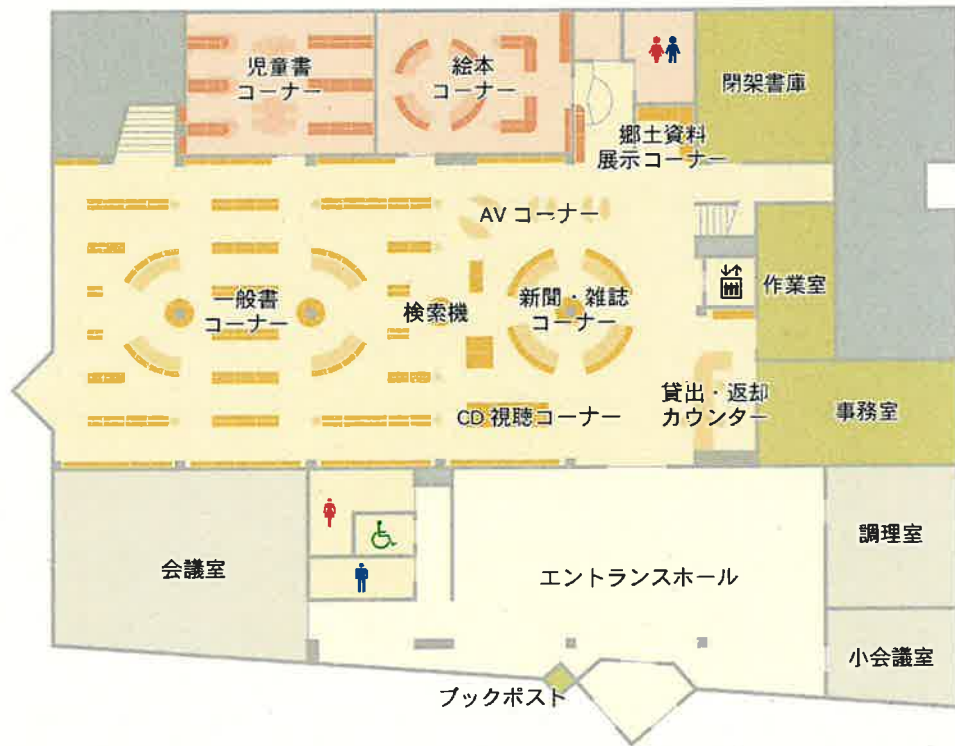 児童書
コーナー
絵本
コーナー
閉架書庫
郷土資料
展示コーナー
AV コーナー
一般書
コーナー
検索機
新聞・雑誌
コーナー
作業室
CD 視聴コーナー
貸出・返却
カウンター
事務室
会議室
エントランスホール
調理室
小会議室
ブックポスト